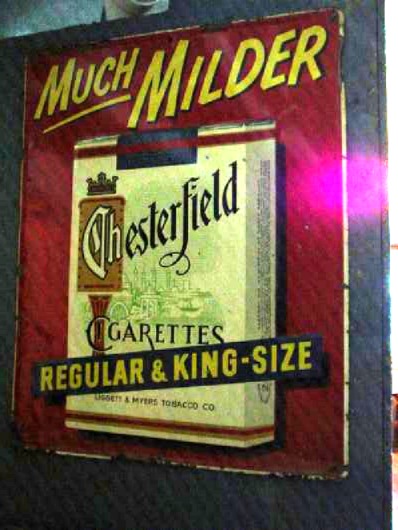 MUCH MILDER
Chesterfield
CIGARETTES
REGULAR & KING-SIZE
LIGGETT & MYERS TOBACCO CO.